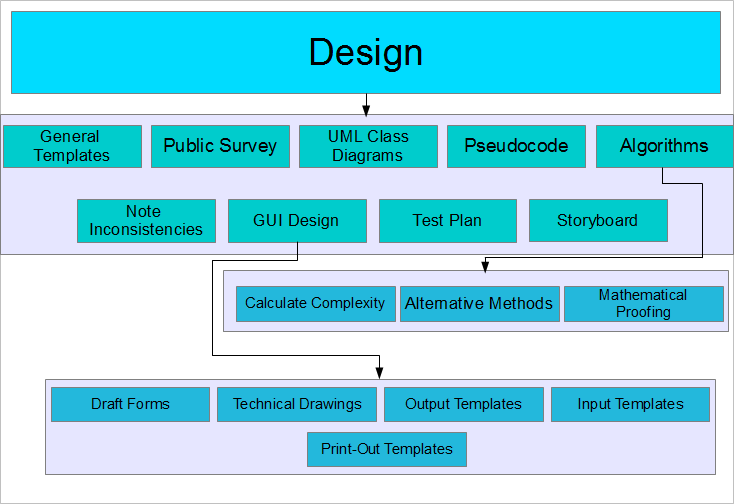 Design
General
Templates
Public Survey
UML Class
Diagrams
Pseudocode
Algorithms
Note
Inconsistencies
GUI Design
Test Plan
Storyboard
Calculate Complexity
Alternative Methods
Mathematical
Proofing
Draft Forms
Technical Drawings
Output Templates
Input Templates
Print-Out Templates